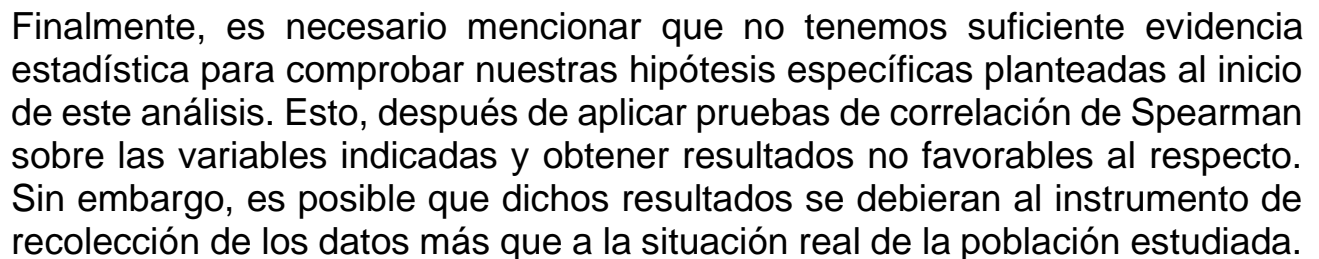 Finalmente, es necesario mencionar que no tenemos suficiente evidencia
estadística para comprobar nuestras hipótesis específicas planteadas al inicio
de este análisis. Esto, después de aplicar pruebas de correlación de Spearman
sobre las variables indicadas y obtener resultados no favorables al respecto.
Sin embargo, es posible que dichos resultados se debieran al instrumento de
recolección de los datos más que a la situación real de la población estudiada.